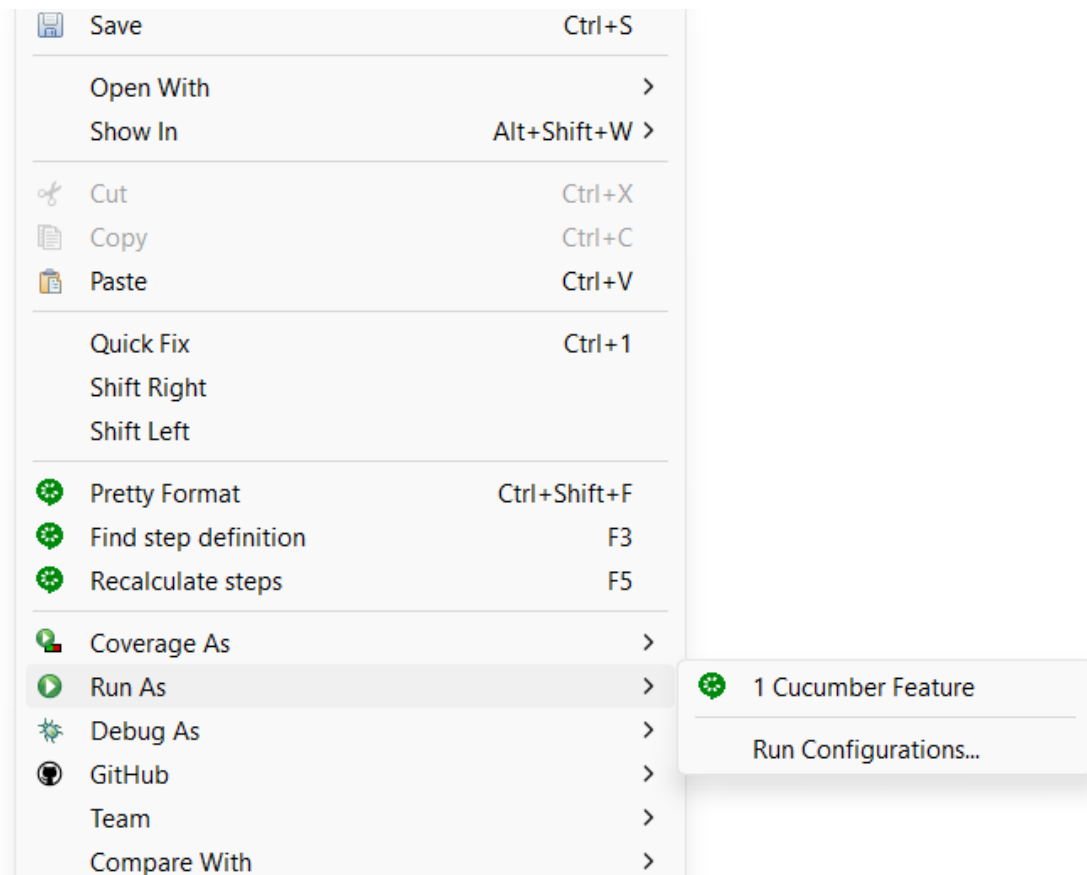 Save Ctrl+S
Open With
Show In Alt+Shift+W
Cut Ctrl+X
Copy Ctrl+C
Paste Ctrl+V
Quick Fix Ctrl+1
Shift Right
Shift Left
Pretty Format Ctrl+Shift+F
Find step definition F3
Recalculate steps F5
Coverage As
Run As
Debug As
GitHub
Team
Compare With
1 Cucumber Feature
Run Configurations...